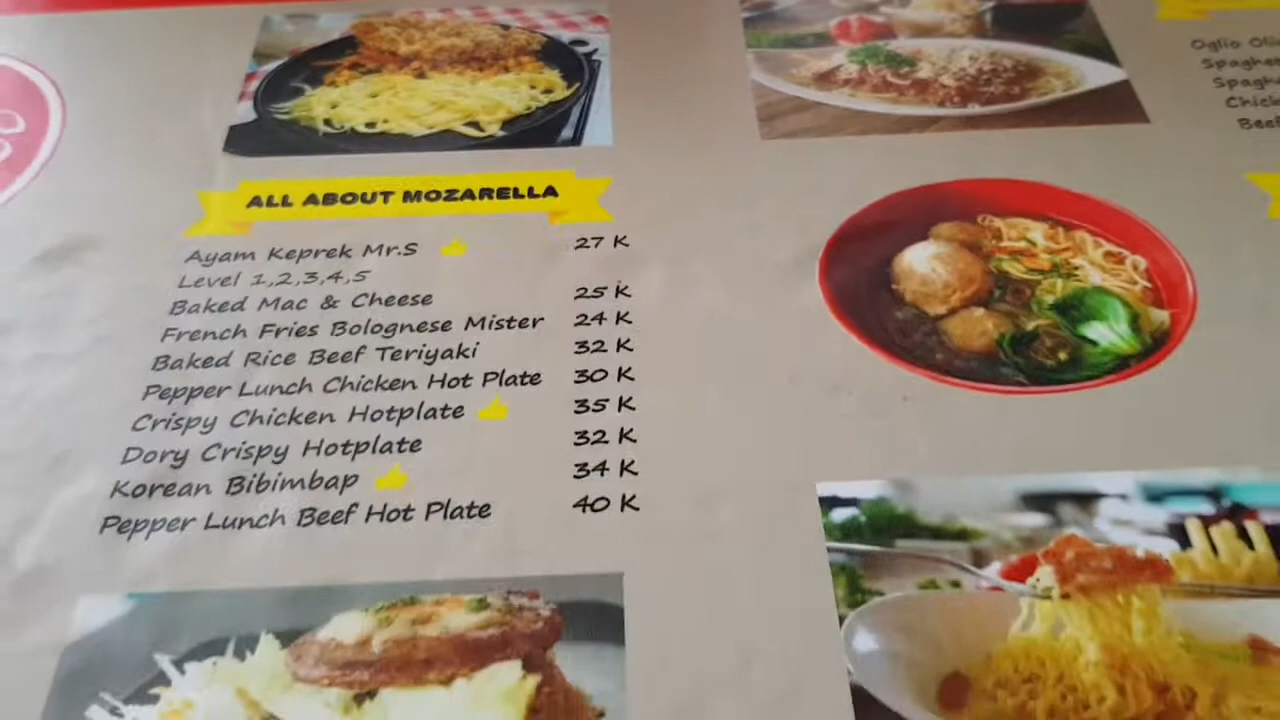 ALL ABOUT MOZARELLA
Ayam Keprek Mr.S 27 K
Level 1,2,3,4,5
Baked Mac & Cheese 25 K
French Fries Bolognese Mister 24 K
Baked Rice Beef Teriyaki 32 K
Pepper Lunch Chicken Hot Plate 30 K
Crispy Chicken Hotplate 35 K
Dory Crispy Hotplate 32 K
Korean Bibimbap 34 K
Pepper Lunch Beef Hot Plate 40 K
Oglio
Beef